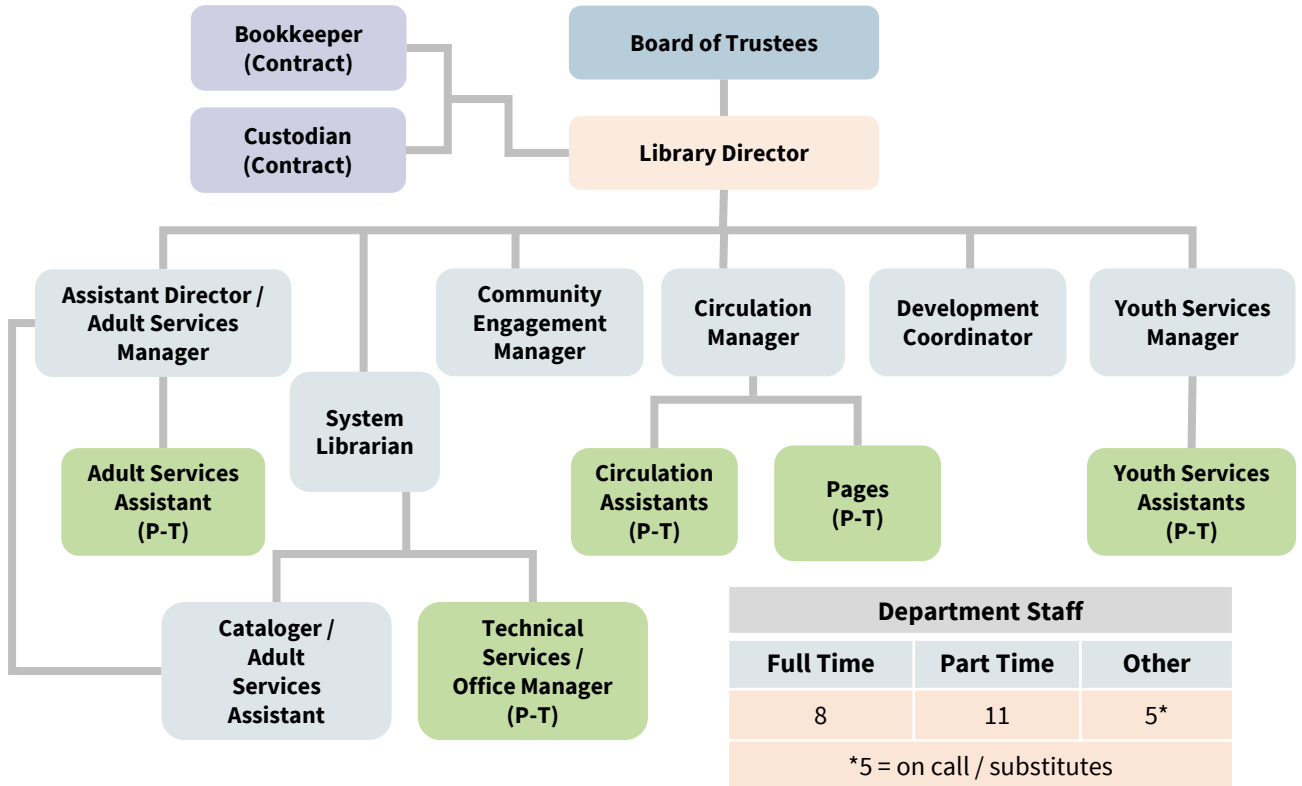 Bookkeeper
(Contract)
Board of Trustees
Custodian
(Contract)
Library Director
Assistant Director /
Adult Services
Manager
Community
Engagement
Manager
Circulation
Manager
Development
Coordinator
Youth Services
Manager
System
Librarian
Adult Services
Assistant
(P-T)
Circulation
Assistants
(P-T)
Pages
(P-T)
Youth Services
Assistants
(P-T)
Cataloger /
Adult
Services
Assistant
Technical
Services /
Office Manager
(P-T)
Department Staff
Full Time Part Time Other
8 11 5*
*5 = on call / substitutes